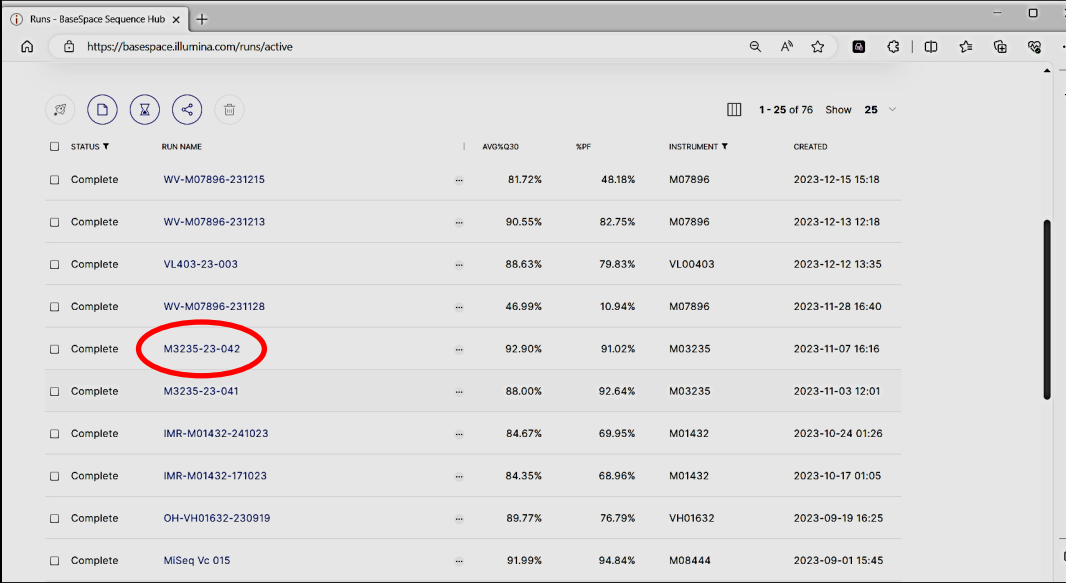 Runs - BaseSpace Sequence Hub
https://basespace.illumina.com/runs/active
1 - 25 of 76 Show 25
STATUS RUN NAME AVG%Q30 %PF INSTRUMENT CREATED
Complete WV-M07896-231215 ... 81.72% 48.18% M07896 2023-12-15 15:18
Complete WV-M07896-231213 ... 90.55% 82.75% M07896 2023-12-13 12:18
Complete VL403-23-003 ... 88.63% 79.83% VL00403 2023-12-12 13:35
Complete WV-M07896-231128 ... 46.99% 10.94% M07896 2023-11-28 16:40
Complete M3235-23-042 ... 92.90% 91.02% M03235 2023-11-07 16:16
Complete M3235-23-041 ... 88.00% 92.64% M03235 2023-11-03 12:01
Complete IMR-M01432-241023 ... 84.67% 69.95% M01432 2023-10-24 01:26
Complete IMR-M01432-171023 ... 84.35% 68.96% M01432 2023-10-17 01:05
Complete OH-VH01632-230919 ... 89.77% 76.79% VH01632 2023-09-19 16:25
Complete MiSeq Vc 015 ... 91.99% 94.84% M08444 2023-09-01 15:45